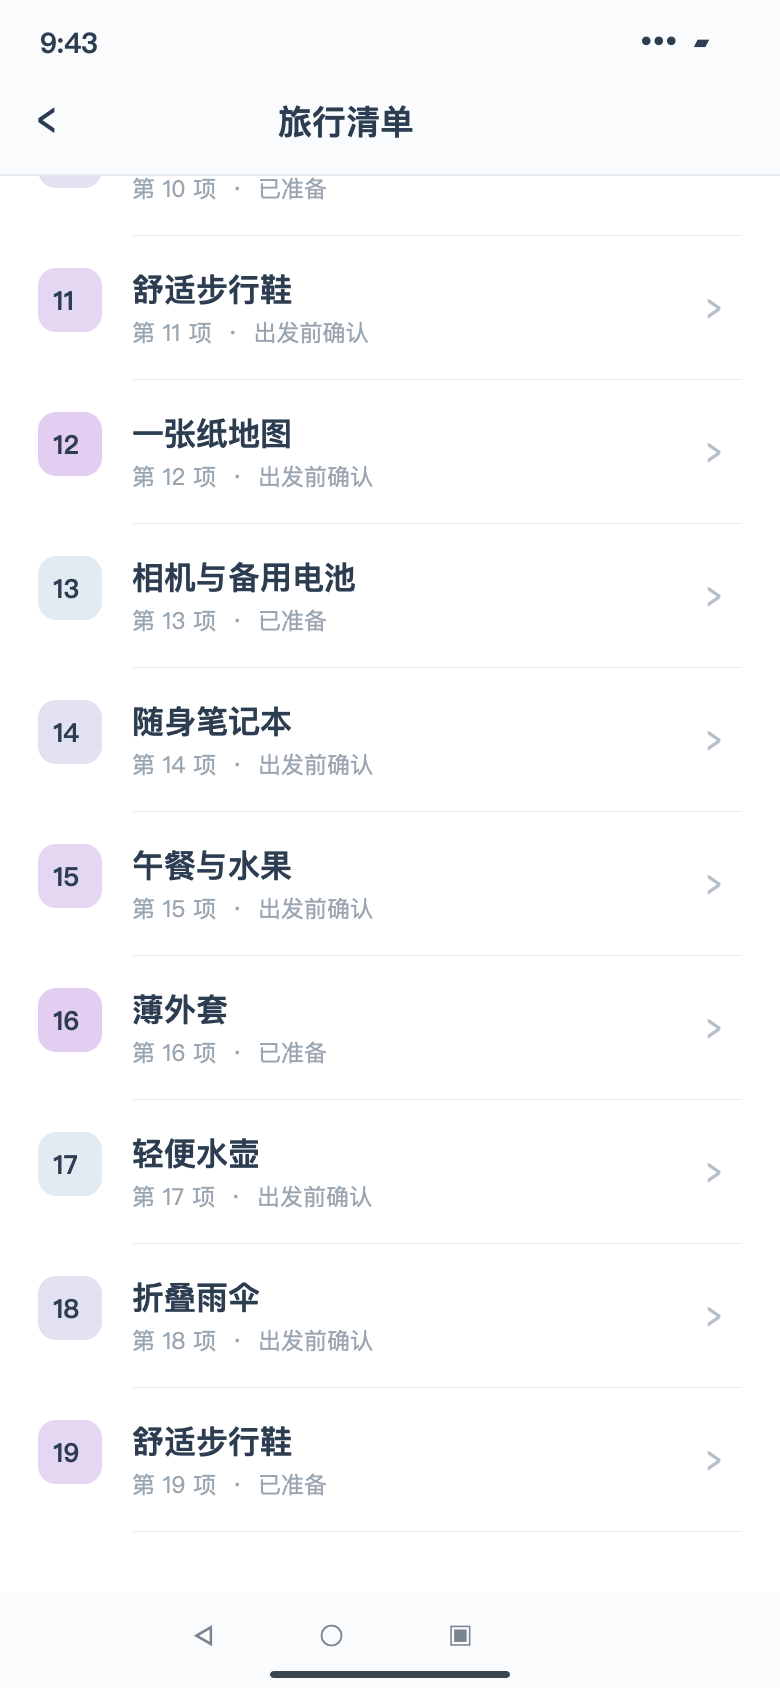 9:43
旅行清单
第 10 项 · 已准备
11
舒适步行鞋
第 11 项 · 出发前确认
12
一张纸地图
第 12 项 · 出发前确认
13
相机与备用电池
第 13 项 · 已准备
14
随身笔记本
第 14 项 · 出发前确认
15
午餐与水果
第 15 项 · 出发前确认
16
薄外套
第 16 项 · 已准备
17
轻便水壶
第 17 项 · 出发前确认
18
折叠雨伞
第 18 项 · 出发前确认
19
舒适步行鞋
第 19 项 · 已准备